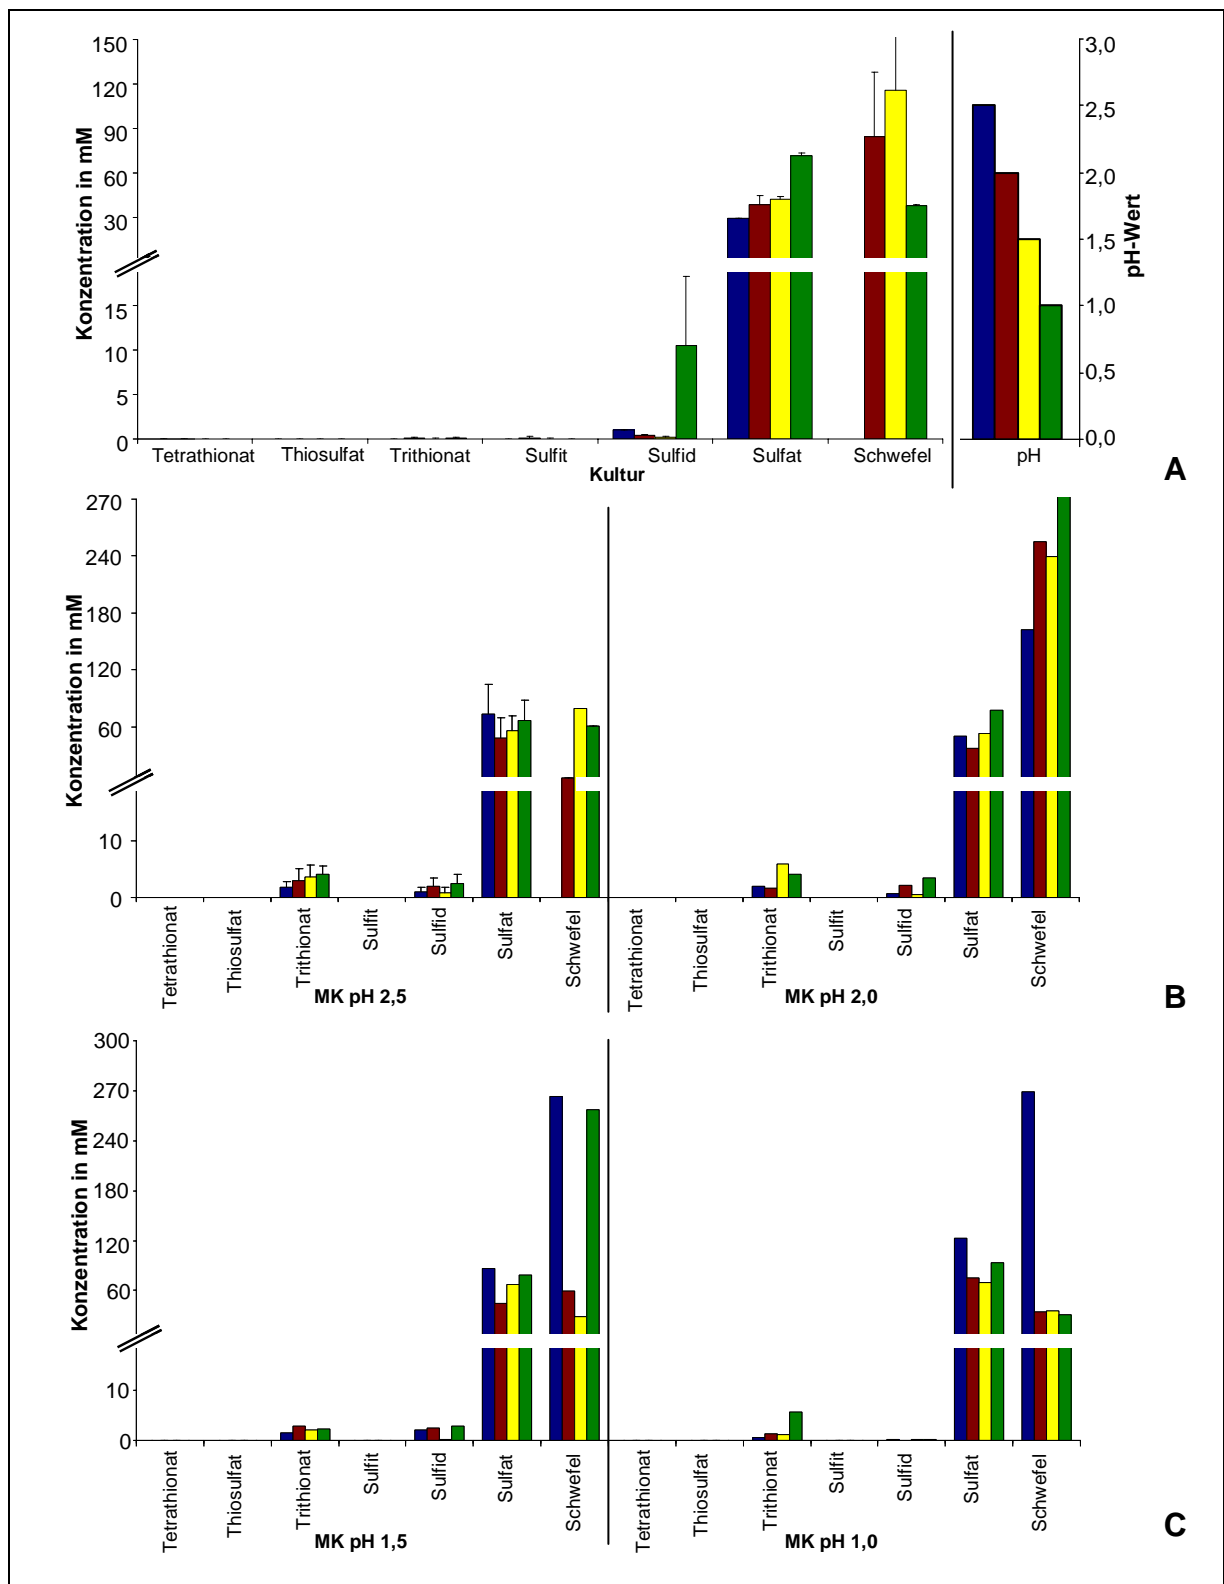 150
120
90
60
30
15
10
5
0
Konzentration in mM
3,0
2,5
2,0
1,5
1,0
0,5
0,0
pH-Wert
Tetrathionat Thiosulfat Trithionat Sulfit Sulfid Sulfat Schwefel pH
Kultur
A
270
240
180
120
60
10
0
Konzentration in mM
Tetrathionat
Thiosulfat
Trithionat
Sulfit
Sulfid
Sulfat
Schwefel
Tetrathionat
Thiosulfat
Trithionat
Sulfit
Sulfid
Sulfat
Schwefel
MK pH 2,5 MK pH 2,0
B
300
270
240
180
120
60
10
0
Konzentration in mM
Tetrathionat
Thiosulfat
Trithionat
Sulfit
Sulfid
Sulfat
Schwefel
Tetrathionat
Thiosulfat
Trithionat
Sulfit
Sulfid
Sulfat
Schwefel
MK pH 1,5 MK pH 1,0
C